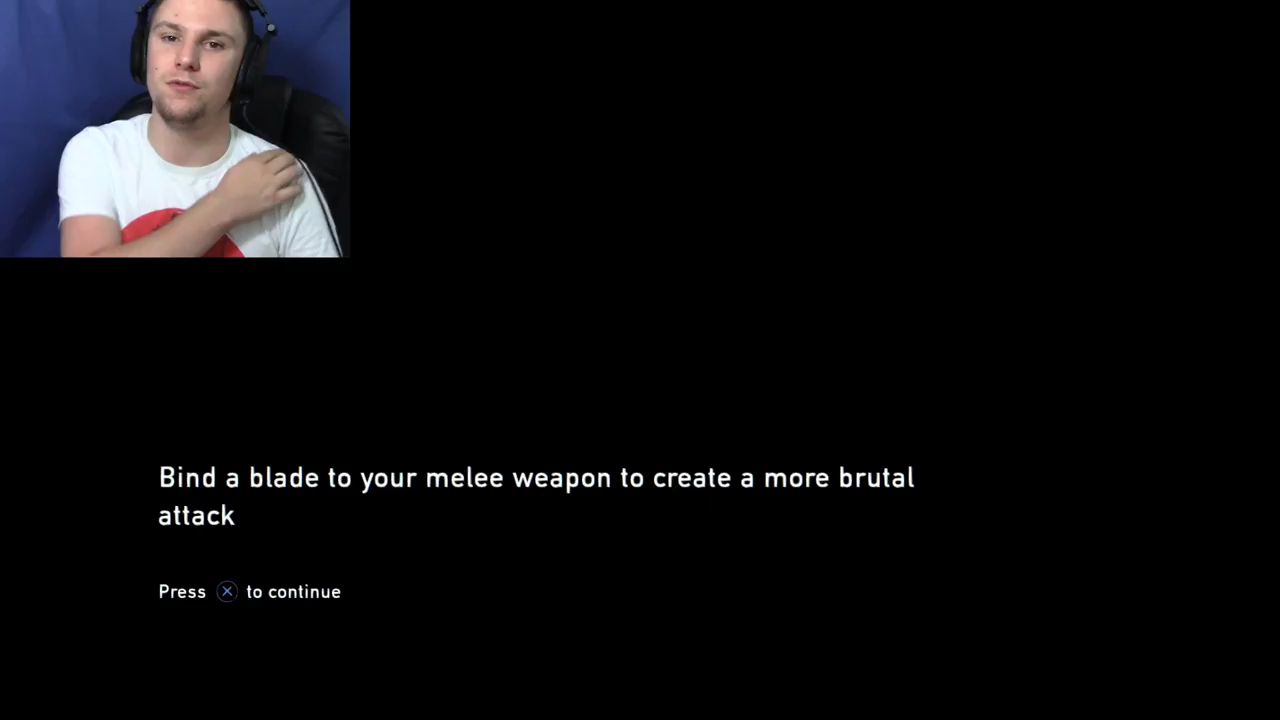 Bind a blade to your melee weapon to create a more brutal
attack
Press ⓧ to continue